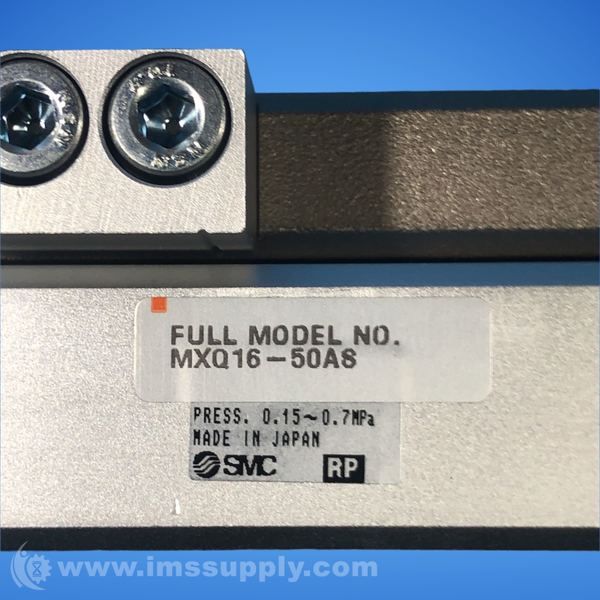 FULL MODEL NO.
MXQ16-50AS
PRESS. 0.15~0.7MPa
MADE IN JAPAN
SMC RP
www.imssupply.com